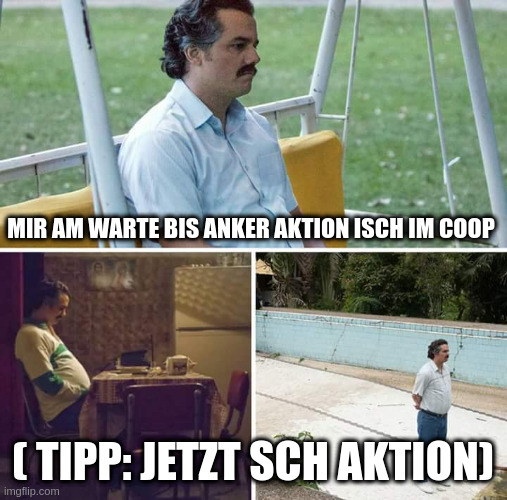 MIR AM WARTE BIS ANKER AKTION ISCH IM COOP
( TIPP: JETZT SCH AKTION)
imgflip.com